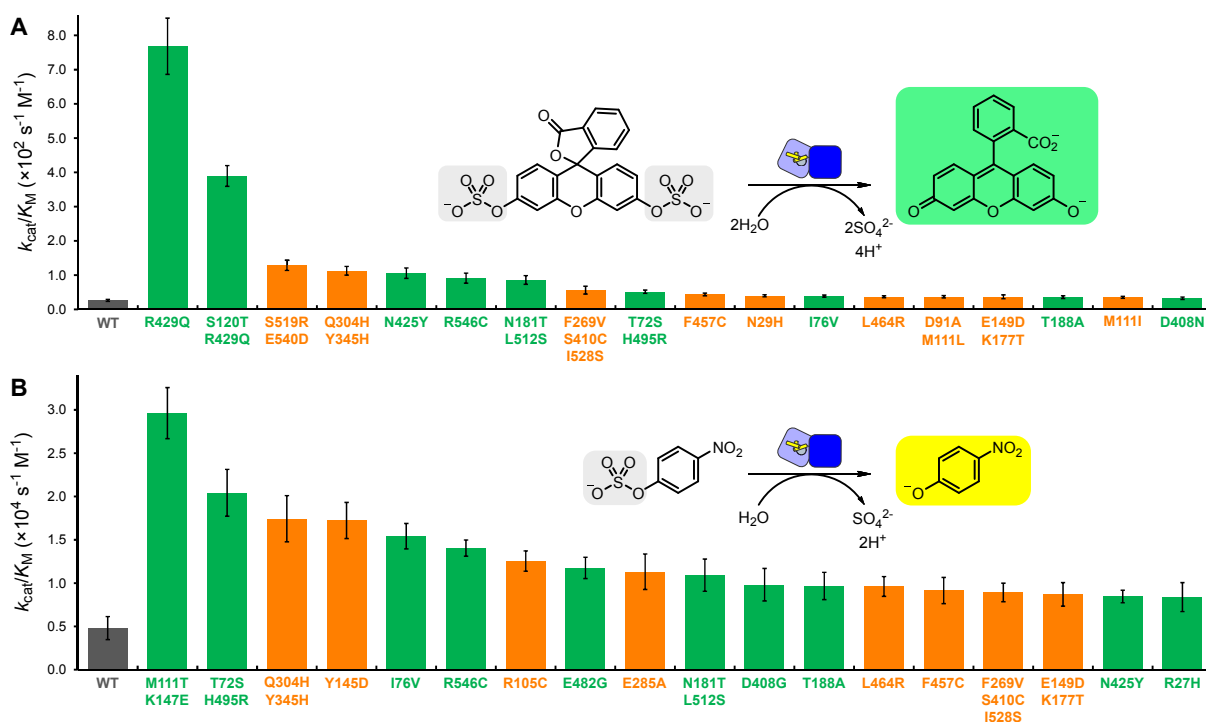 A
8.0
7.0
6.0
5.0
4.0
3.0
2.0
1.0
0.0
kcat/KM (×10² s⁻¹ M⁻¹)
O
O
O O
S
⁻O O
O
O O
S
O O⁻
2H₂O
2SO₄²⁻
4H⁺
CO₂⁻
O O O⁻
WT
R429Q
S120T
R429Q
S519R
E540D
Q304H
Y345H
N425Y
R546C
N181T
L512S
F269V
S410C
I528S
T72S
H495R
F457C
N29H
I76V
L464R
D91A
M111L
E149D
K177T
T188A
M111I
D408N
B
3.0
2.5
2.0
1.5
1.0
0.5
0.0
kcat/KM (×10⁴ s⁻¹ M⁻¹)
O O
S
⁻O O
NO₂
H₂O
SO₄²⁻
2H⁺
NO₂
⁻O
WT
M111T
K147E
T72S
H495R
Q304H
Y345H
Y145D
I76V
R546C
R105C
E482G
E285A
N181T
L512S
D408G
T188A
L464R
F457C
F269V
S410C
I528S
E149D
K177T
N425Y
R27H